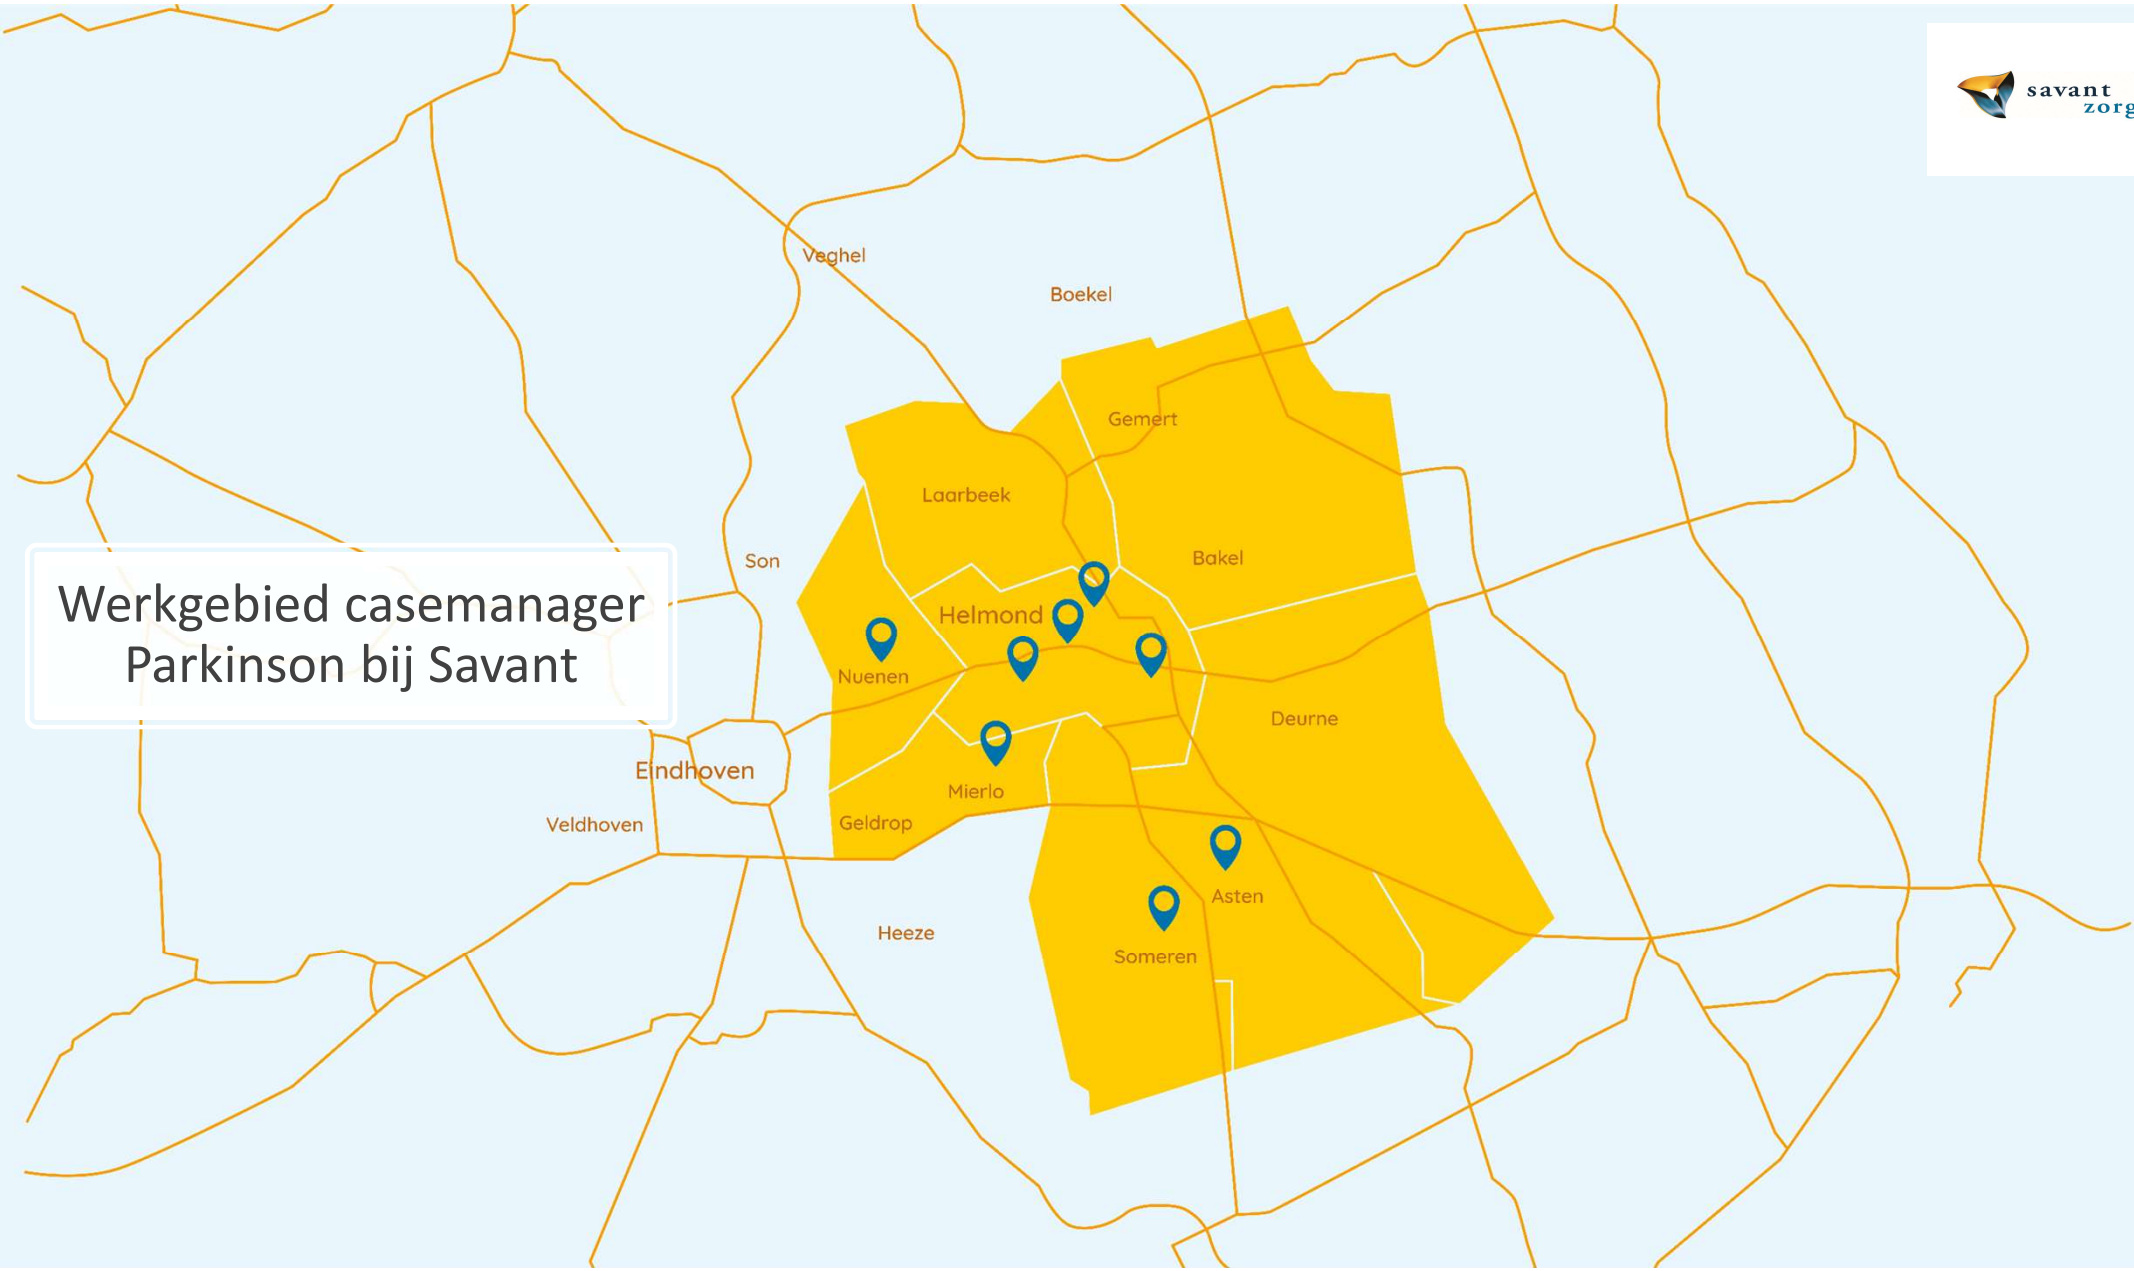 savant
zorg
Veghel
Boekel
Gemert
Laarbeek
Bakel
Son
Werkgebied casemanager
Parkinson bij Savant
Helmond
Nuenen
Deurne
Eindhoven
Mierlo
Veldhoven
Geldrop
Asten
Heeze
Someren